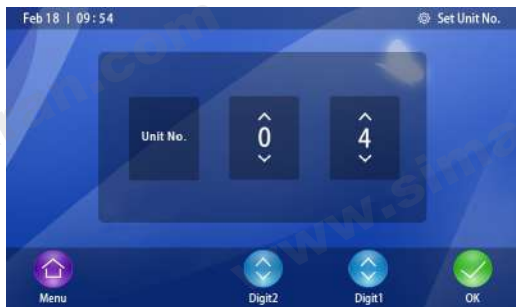 Feb 18 | 09:54
Set Unit No.
Unit No.
0
4
Menu
Digit2
Digit1
OK